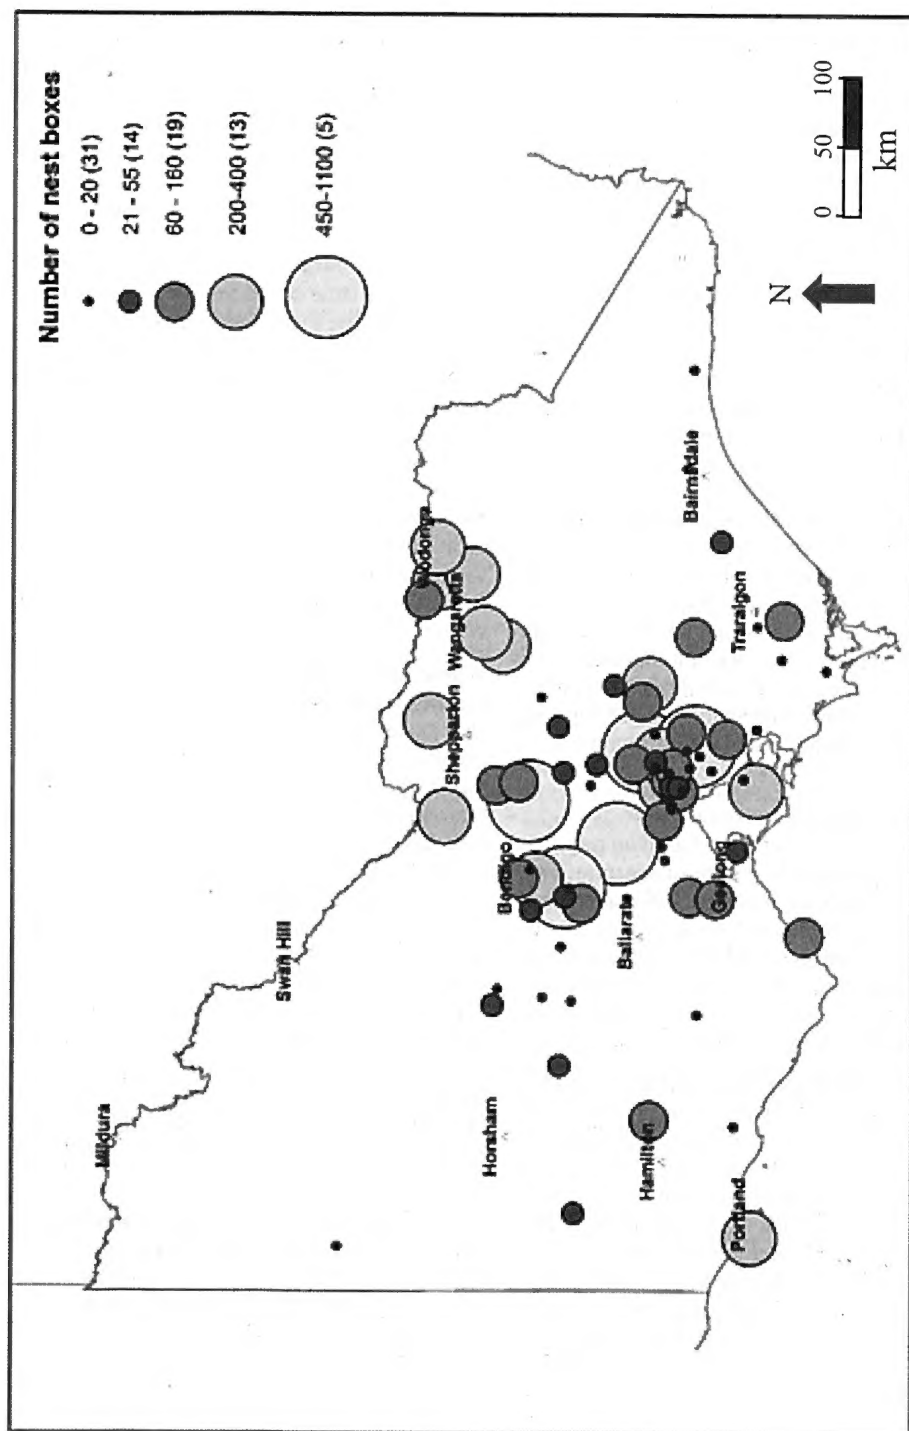 Number of nest boxes
0 - 20 (31)
21 - 55 (14)
60 - 160 (19)
200-400 (13)
450-1100 (5)
Mildura
Swan Hill
Wodonga
Wangaratta
Shepparton
Horsham
Bendigo
Ballarate
Hamilton
Portland
Geelong
Traralgon
Bairnsdale
N
0 50 100
km